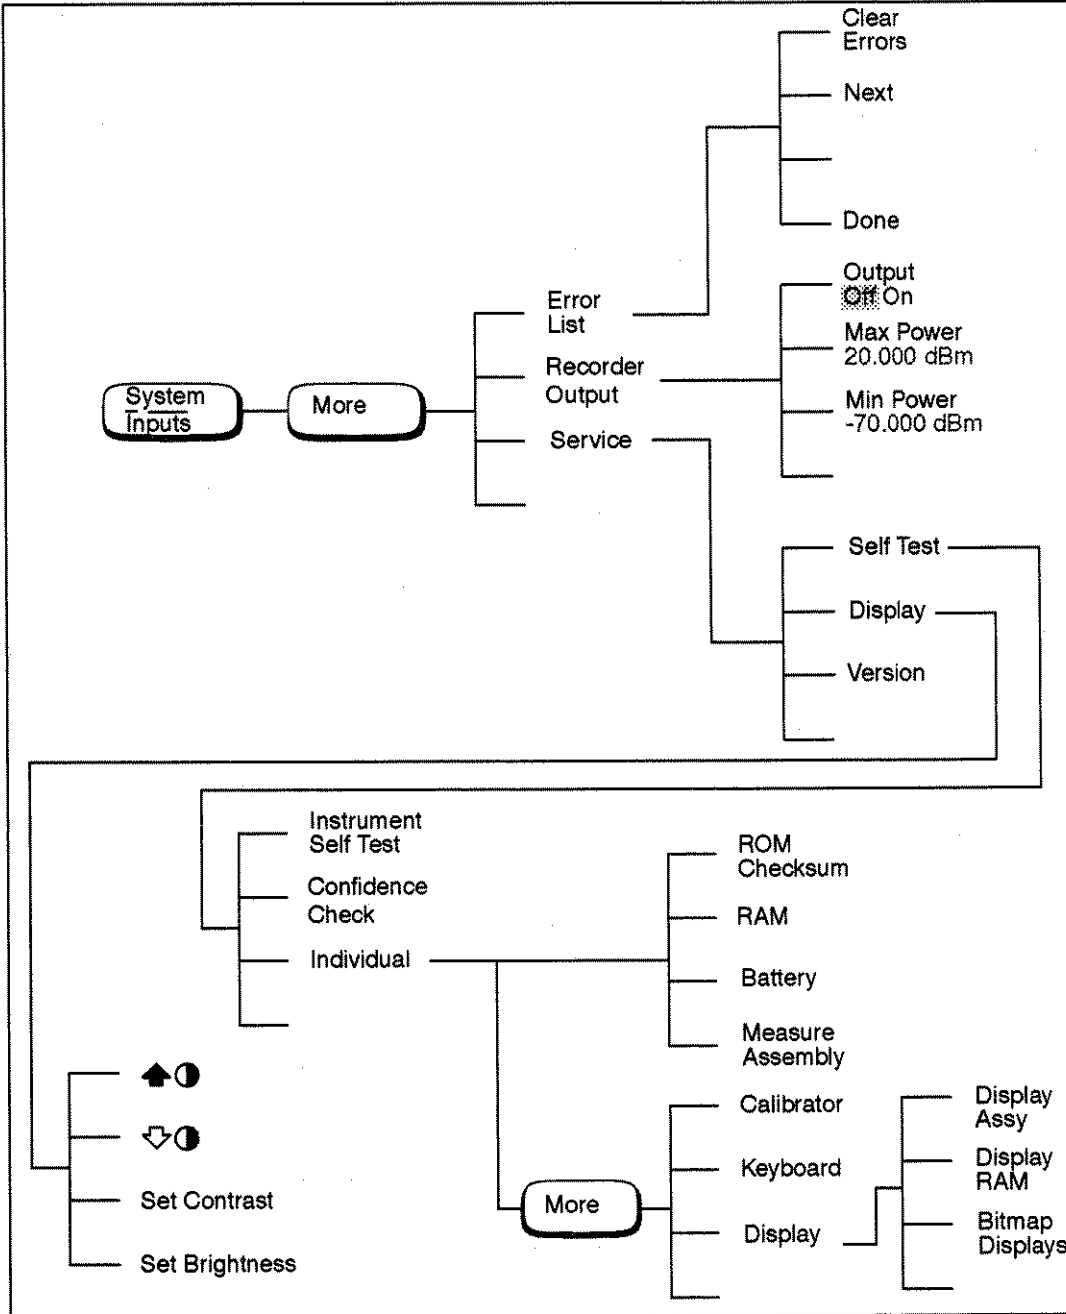 Clear
Errors
Next
Done
Output
Off On
Max Power
20.000 dBm
Min Power
-70.000 dBm
Error
List
Recorder
Output
Service
System
Inputs
More
Self Test
Display
Version
Instrument
Self Test
Confidence
Check
Individual
ROM
Checksum
RAM
Battery
Measure
Assembly
Set Contrast
Set Brightness
More
Calibrator
Keyboard
Display
Display
Assy
Display
RAM
Bitmap
Displays